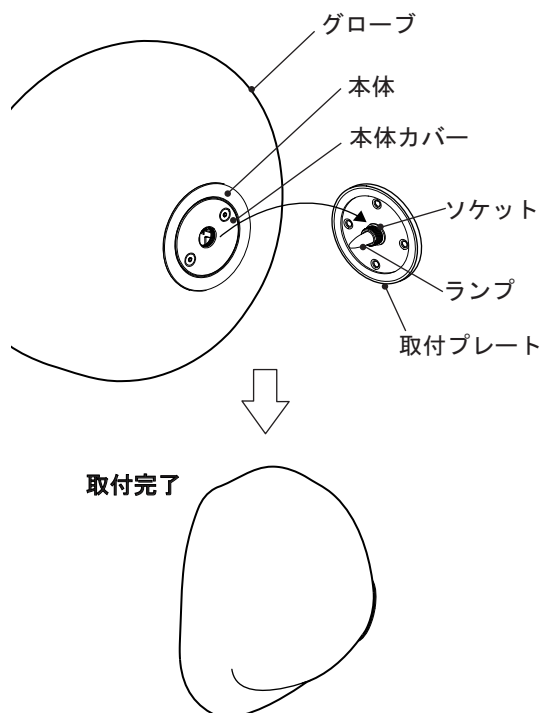 グローブ
本体
本体カバー
ソケット
ランプ
取付プレート
取付完了